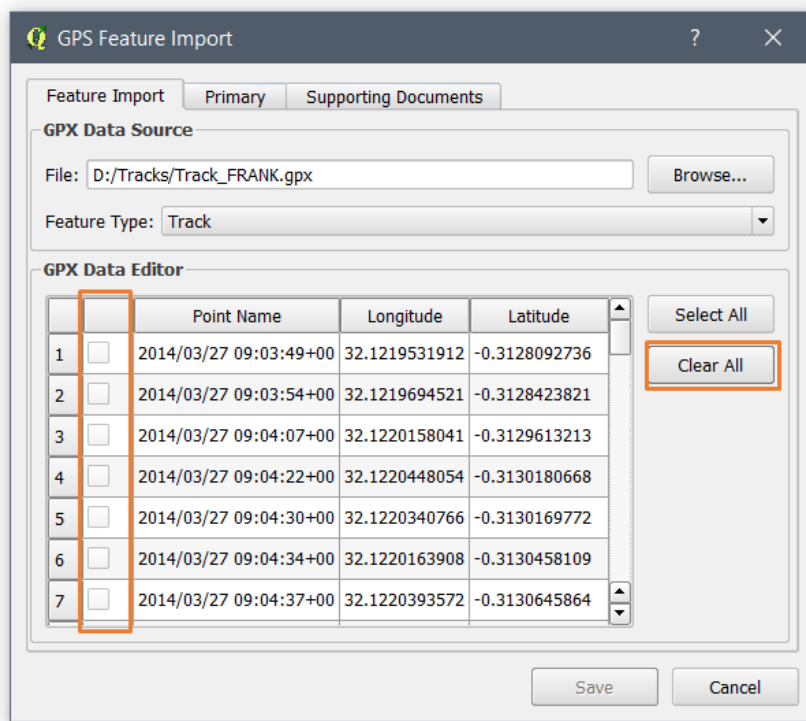 GPS Feature Import ?
Feature Import Primary Supporting Documents
GPX Data Source
File: D:/Tracks/Track_FRANK.gpx Browse...
Feature Type: Track
GPX Data Editor
Point Name Longitude Latitude Select All
1 2014/03/27 09:03:49+00 32.1219531912 -0.3128092736 Clear All
2 2014/03/27 09:03:54+00 32.1219694521 -0.3128423821
3 2014/03/27 09:04:07+00 32.1220158041 -0.3129613213
4 2014/03/27 09:04:22+00 32.1220448054 -0.3130180668
5 2014/03/27 09:04:30+00 32.1220340766 -0.3130169772
6 2014/03/27 09:04:34+00 32.1220163908 -0.3130458109
7 2014/03/27 09:04:37+00 32.1220393572 -0.3130645864
Save Cancel